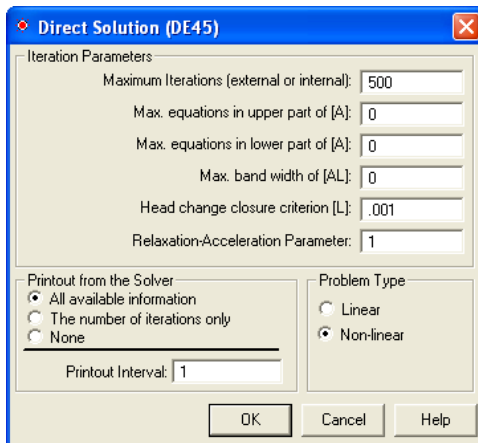 Direct Solution (DE45)
Iteration Parameters
Maximum Iterations (external or internal): 500
Max. equations in upper part of [A]: 0
Max. equations in lower part of [A]: 0
Max. band width of [AL]: 0
Head change closure criterion [L]: .001
Relaxation-Acceleration Parameter: 1
Printout from the Solver
All available information
The number of iterations only
None
Printout Interval: 1
Problem Type
Linear
Non-linear
OK Cancel Help